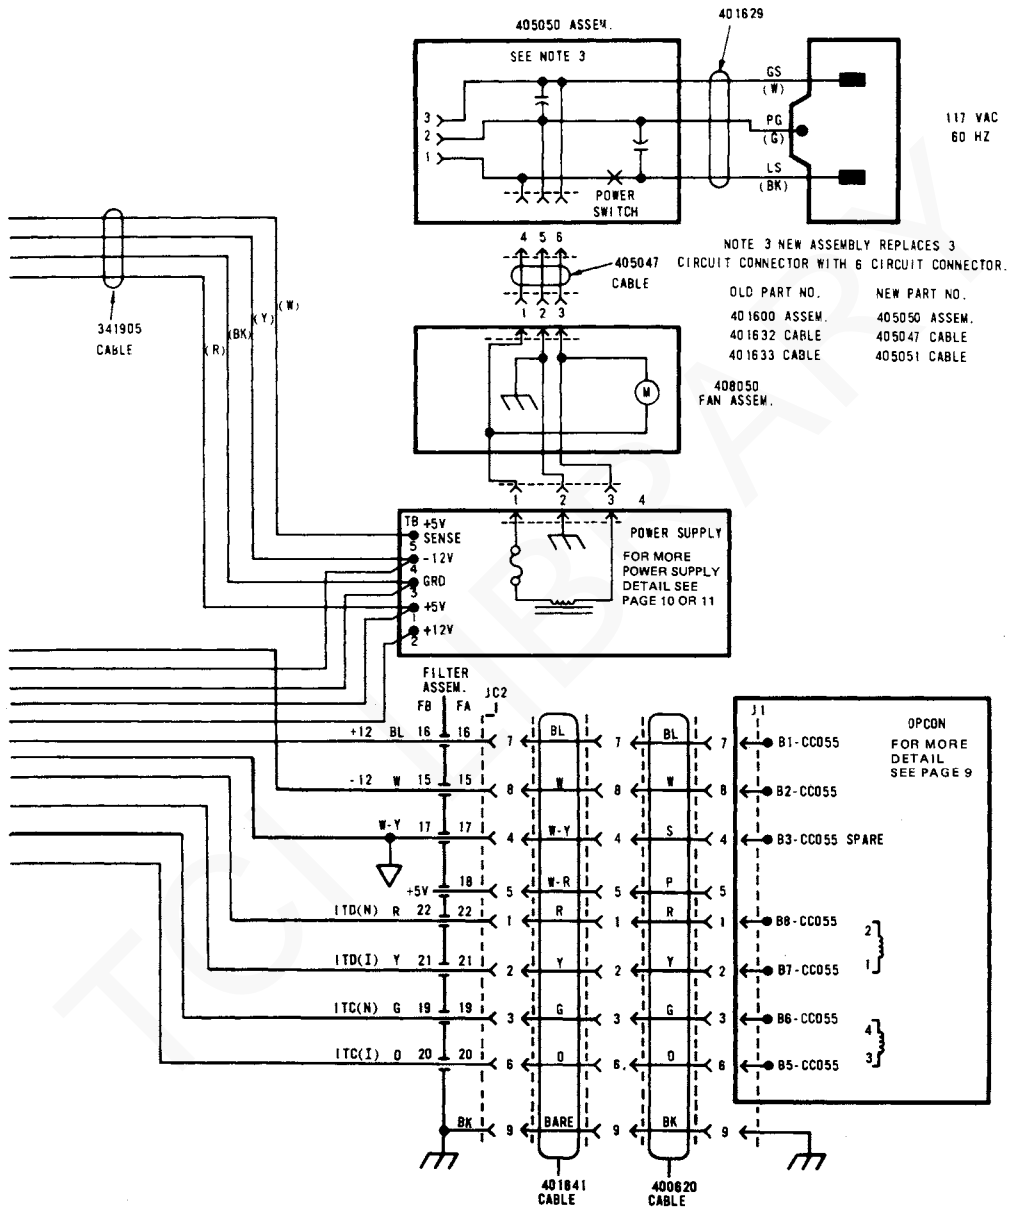 405050 ASSEM.
401629
SEE NOTE 3
GS
(W)
3
PG
(G)
117 VAC
60 HZ
2
1
LS
(BK)
POWER
SWITCH
4 5 6
NOTE 3 NEW ASSEMBLY REPLACES 3
CIRCUIT CONNECTOR WITH 6 CIRCUIT CONNECTOR.
405047
CABLE
OLD PART NO. NEW PART NO.
401600 ASSEM. 405050 ASSEM.
401632 CABLE 405047 CABLE
401633 CABLE 405051 CABLE
1 2 3
341905
CABLE
(R)
(BK)
(Y)
(W)
M
408050
FAN ASSEM.
1 2 3 4
TB +5V
SENSE
5
-12V
4
GRD
3
+5V
1
+12V
2
POWER SUPPLY
FOR MORE
POWER SUPPLY
DETAIL SEE
PAGE 10 OR 11
FILTER
ASSEM.
FB FA
JC2
J1
OPCON
FOR MORE
DETAIL
SEE PAGE 9
+12 BL 16 16 7 BL 7 BL 7 B1-CC055
-12 W 15 15 8 W 8 W 8 B2-CC055
W-Y 17 17 4 W-Y 4 S 4 B3-CC055 SPARE
+5V 18 5 W-R 5 P 5
ITD(N) R 22 22 1 R 1 R 1 B8-CC055
2
1
ITD(I) Y 21 21 2 Y 2 Y 2 B7-CC055
ITC(N) G 19 19 3 G 3 G 3 B6-CC055
4
3
ITC(I) O 20 20 6 O 6. O 6 B5-CC055
BK 9 BARE 9 BK 9
401641
CABLE
400620
CABLE
TCI LIBRARY